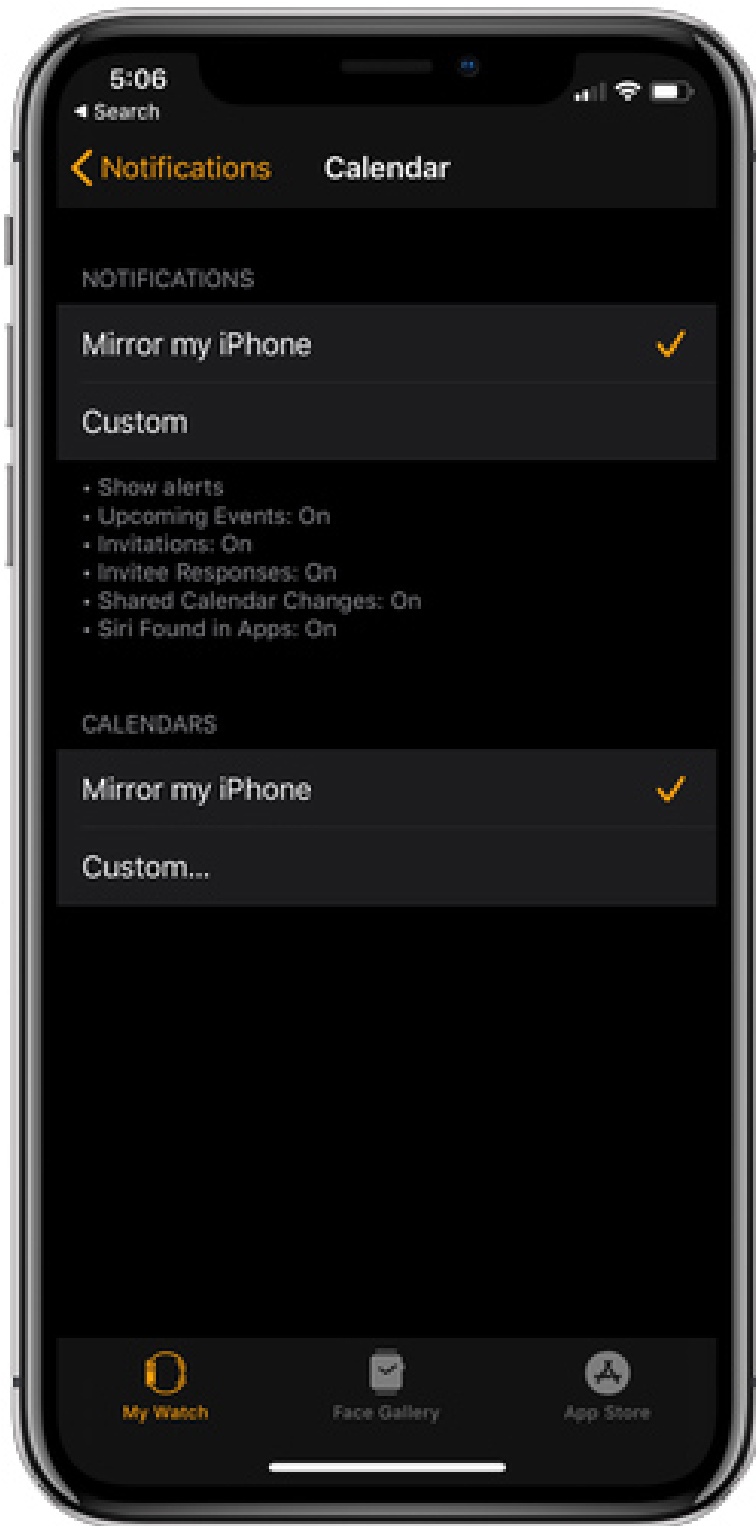 5:06
◀ Search
Notifications Calendar
NOTIFICATIONS
Mirror my iPhone
Custom
• Show alerts
• Upcoming Events: On
• Invitations: On
• Invitee Responses: On
• Shared Calendar Changes: On
• Siri Found in Apps: On
CALENDARS
Mirror my iPhone
Custom...
My Watch Face Gallery App Store